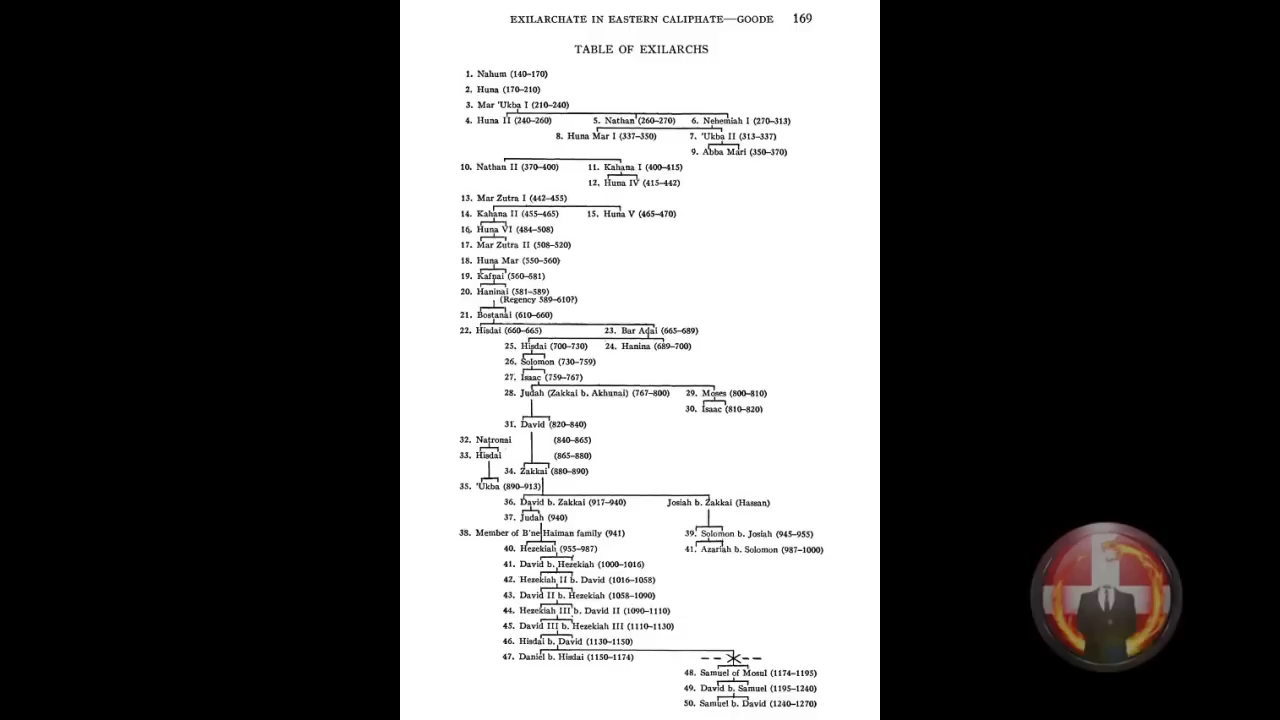 EXILARCHATE IN EASTERN CALIPHATE—GOODE 169
TABLE OF EXILARCHS
1. Nahum (140–170)
2. Huna (170–210)
3. Mar 'Ukba I (210–240)
4. Huna II (240–260) 5. Nathan (260–270) 6. Nehemiah I (270–313)
8. Huna Mar I (337–350) 7. 'Ukba II (313–337)
9. Abba Mari (350–370)
10. Nathan II (370–400) 11. Kahana I (400–415)
12. Huna IV (415–442)
13. Mar Zutra I (442–455)
14. Kahana II (455–465) 15. Huna V (465–470)
16. Huna VI (484–508)
17. Mar Zutra II (508–520)
18. Huna Mar (550–560)
19. Kafnai (560–581)
20. Haninai (581–589)
(Regency 589–610?)
21. Bostanai (610–660)
22. Hisdai (660–665) 23. Bar Adai (665–689)
25. Hisdai (700–730) 24. Hanina (689–700)
26. Solomon (730–759)
27. Isaac (759–767)
28. Judah (Zakkai b. Akhunai) (767–800) 29. Moses (800–810)
30. Isaac (810–820)
31. David (820–840)
32. Natronai (840–865)
33. Hisdai (865–880)
34. Zakkai (880–890)
35. 'Ukba (890–913)
36. David b. Zakkai (917–940) Josiah b. Zakkai (Hassan)
37. Judah (940)
38. Member of B'ne Haiman family (941) 39. Solomon b. Josiah (945–955)
40. Hezekiah (955–987) 41. Azariah b. Solomon (987–1000)
41. David b. Hezekiah (1000–1016)
42. Hezekiah II b. David (1016–1058)
43. David II b. Hezekiah (1058–1090)
44. Hezekiah III b. David II (1090–1110)
45. David III b. Hezekiah III (1110–1130)
46. Hisdai b. David (1130–1150)
47. Daniel b. Hisdai (1150–1174)
48. Samuel of Mosul (1174–1195)
49. David b. Samuel (1195–1240)
50. Samuel b. David (1240–1270)